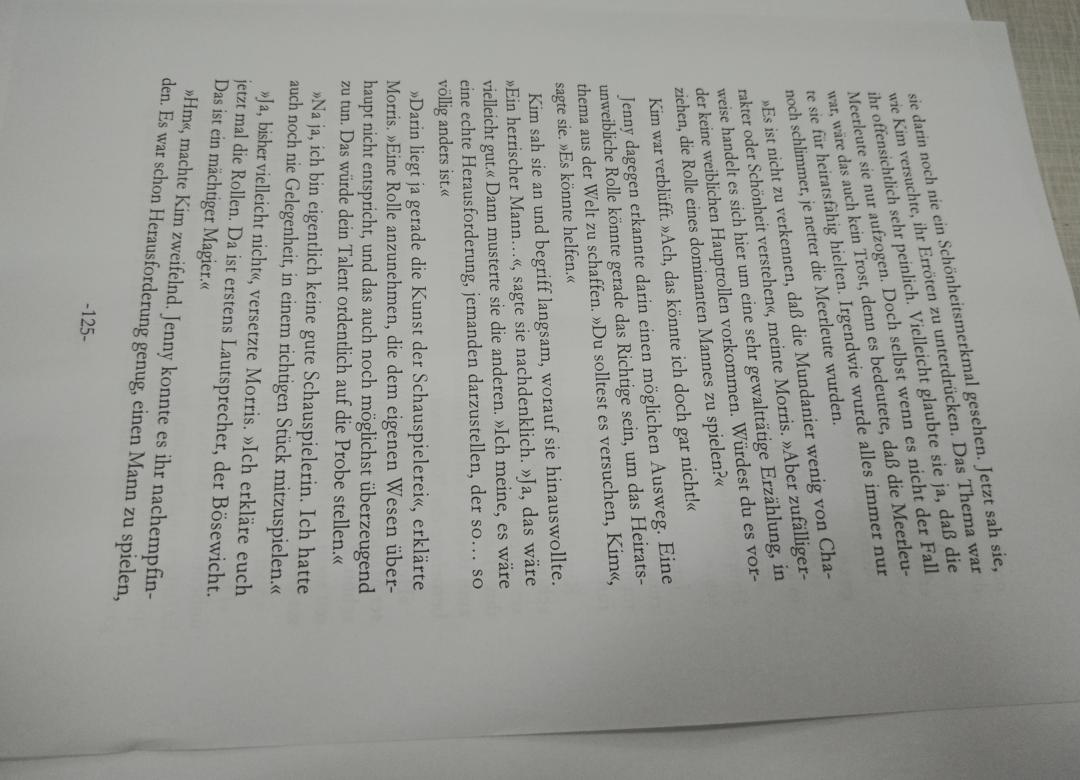 sie darin noch nie ein Schönheitsmerkmal gesehen. Jetzt sah sie,
wie Kim versuchte, ihr Erröten zu unterdrücken. Das Thema war
ihr offensichtlich sehr peinlich. Vielleicht glaubte sie ja, daß die
Meerleute sie nur aufzogen. Doch selbst wenn es nicht der Fall
war, wäre das auch kein Trost, denn es bedeutete, daß die Meerleu-
te sie für heiratsfähig hielten. Irgendwie wurde alles immer nur
noch schlimmer, je netter die Meerleute wurden.
»Es ist nicht zu verkennen, daß die Mundanier wenig von Cha-
rakter oder Schönheit verstehen«, meinte Morris. »Aber zufälliger-
weise handelt es sich hier um eine sehr gewalttätige Erzählung, in
der keine weiblichen Hauptrollen vorkommen. Würdest du es vor-
ziehen, die Rolle eines dominanten Mannes zu spielen?«
Kim war verblüfft. »Ach, das könnte ich doch gar nicht!«
Jenny dagegen erkannte darin einen möglichen Ausweg. Eine
unweibliche Rolle könnte gerade das Richtige sein, um das Heirats-
thema aus der Welt zu schaffen. »Du solltest es versuchen, Kim«,
sagte sie. »Es könnte helfen.«
Kim sah sie an und begriff langsam, worauf sie hinauswollte.
»Ein herrischer Mann…«, sagte sie nachdenklich. »Ja, das wäre
vielleicht gut.« Dann musterte sie die anderen. »Ich meine, es wäre
eine echte Herausforderung, jemanden darzustellen, der so… so
völlig anders ist.«
»Darin liegt ja gerade die Kunst der Schauspielerei«, erklärte
Morris. »Eine Rolle anzunehmen, die dem eigenen Wesen über-
haupt nicht entspricht, und das auch noch möglichst überzeugend
zu tun. Das würde dein Talent ordentlich auf die Probe stellen.«
»Na ja, ich bin eigentlich keine gute Schauspielerin. Ich hatte
auch noch nie Gelegenheit, in einem richtigen Stück mitzuspielen.«
»Ja, bisher vielleicht nicht«, versetzte Morris. »Ich erkläre euch
jetzt mal die Rollen. Da ist erstens Lautsprecher, der Bösewicht.
Das ist ein mächtiger Magier.«
»Hm«, machte Kim zweifelnd. Jenny konnte es ihr nachempfin-
den. Es war schon Herausforderung genug, einen Mann zu spielen,
-125-